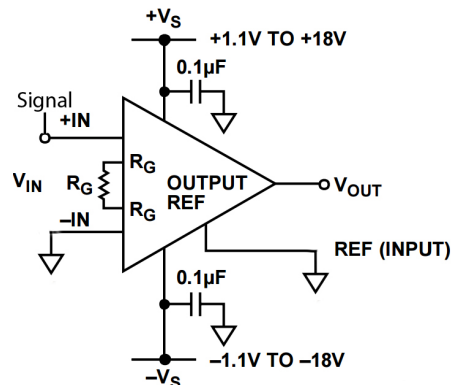 +VS
+1.1V TO +18V
0.1µF
Signal
+IN
RG
VIN
RG
OUTPUT
REF
VOUT
RG
–IN
REF (INPUT)
0.1µF
–1.1V TO –18V
–VS